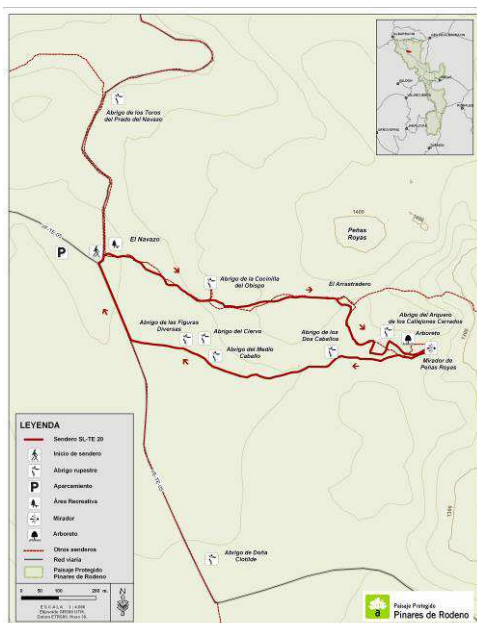 Abrigo de los Toros
del Prado del Navazo
El Navazo
P
Abrigo de la Cocinilla
del Obispo
1400
Peñas
Royas
El Arrastradero
Abrigo del Arquero
de los Callejones Cerrados
Arboreto
Abrigo de las Figuras
Diversas
Abrigo del Ciervo
Abrigo del Medio
Caballo
Abrigo de los
Dos Caballos
Mirador de
Peñas Royas
Abrigo de Doña
Clotilde
LEYENDA
Sendero SL-TE 20
Inicio de sendero
Abrigo rupestre
P
Aparcamiento
Área Recreativa
Mirador
Arboreto
Otros senderos
Red viaria
Paisaje Protegido
Pinares de Rodeno
0 50 100 200 m.
N
Paisaje Protegido
Pinares de Rodeno